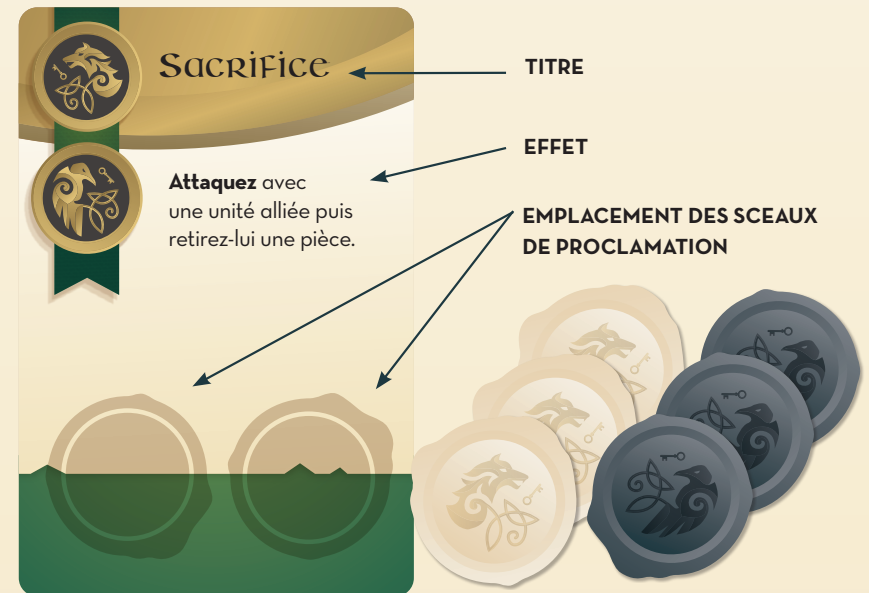 Sacrifice
TITRE
EFFET
Attaquez avec
une unité alliée puis
retirez-lui une pièce.
EMPLACEMENT DES SCEAUX
DE PROCLAMATION